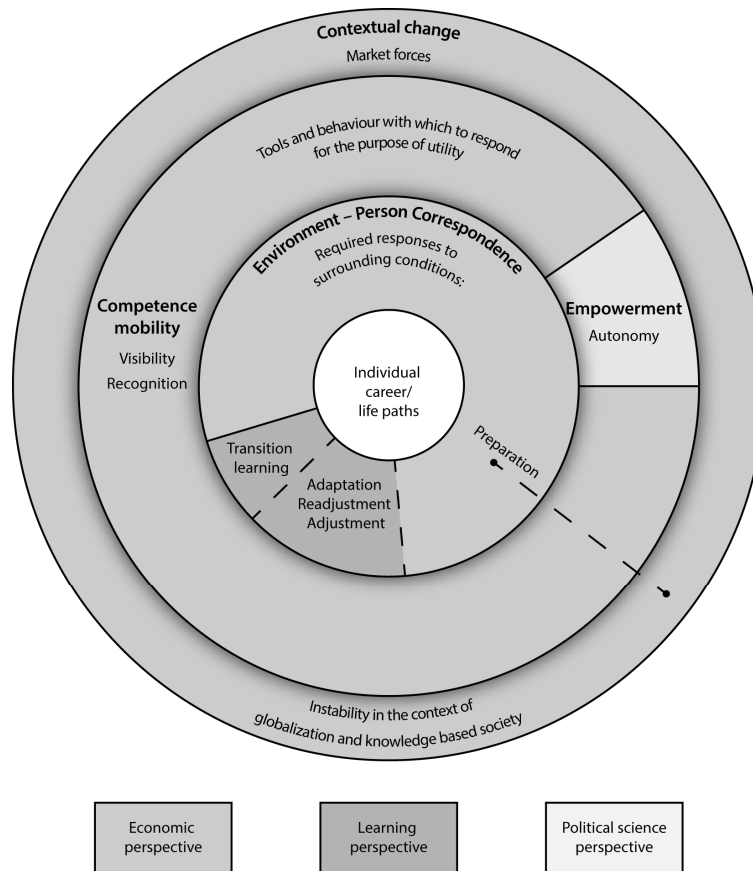 Contextual change
Market forces
Tools and behaviour with which to respond
for the purpose of utility
Environment – Person Correspondence
Required responses to
surrounding conditions:
Competence
mobility
Visibility
Recognition
Empowerment
Autonomy
Individual
career/
life paths
Preparation
Transition
learning
Adaptation
Readjustment
Adjustment
Instability in the context of
globalization and knowledge based society
Economic
perspective
Learning
perspective
Political science
perspective